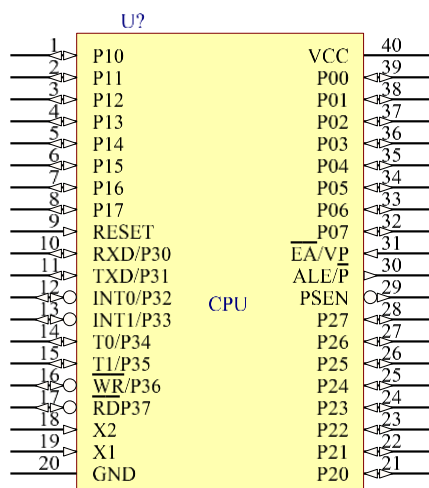 U?
1 P10 VCC 40
2 P11 P00 39
3 P12 P01 38
4 P13 P02 37
5 P14 P03 36
6 P15 P04 35
7 P16 P05 34
8 P17 P06 33
9 RESET P07 32
10 RXD/P30 E̅A̅/VP 31
11 TXD/P31 ALE/P̅ 30
12 INT0/P32 PSEN 29
CPU
13 INT1/P33 P27 28
14 T0/P34 P26 27
15 T1/P35 P25 26
16 W̅R̅/P36 P24 25
17 R̅D̅P37 P23 24
18 X2 P22 23
19 X1 P21 22
20 GND P20 21